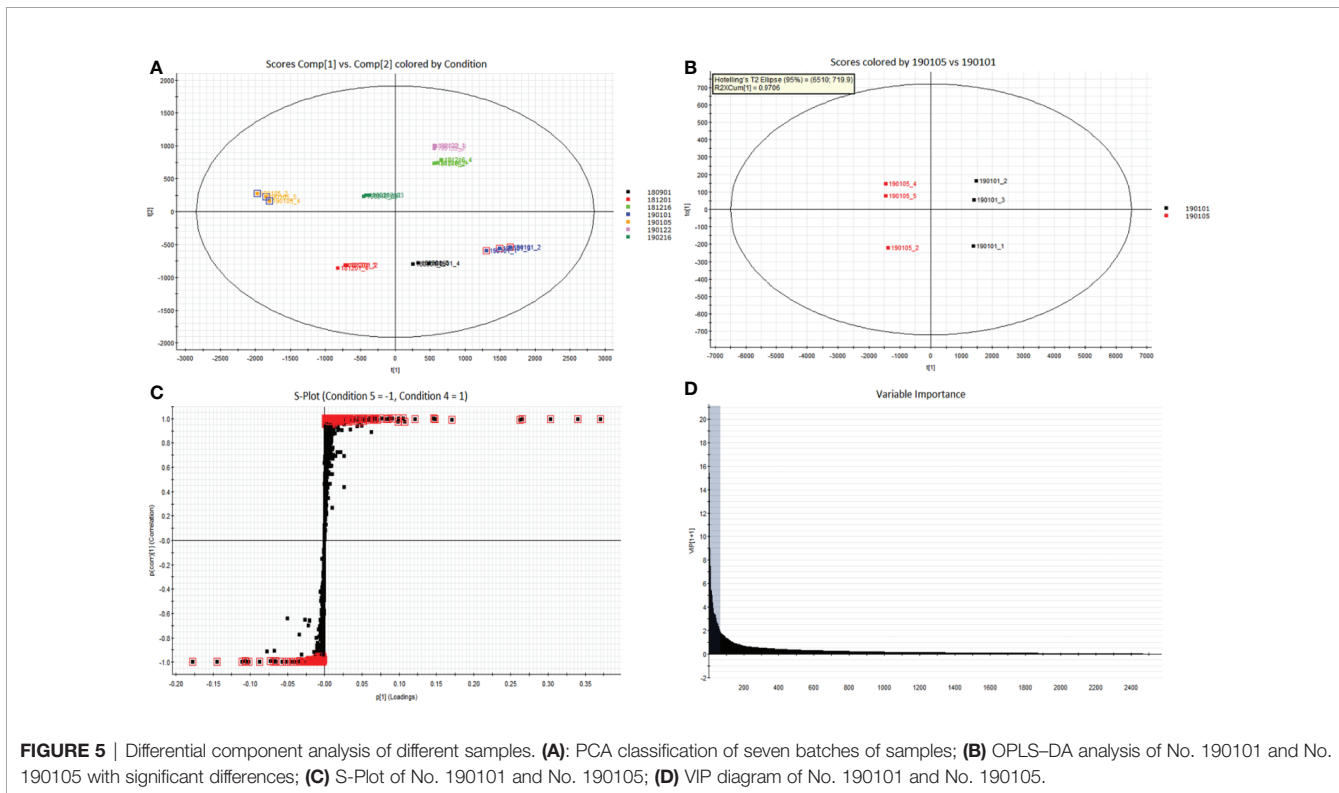 A
Scores Comp[1] vs. Comp[2] colored by Condition
2000
1500
1000
500
0
-500
-1000
-1500
-2000
t[2]
-3000 -2500 -2000 -1500 -1000 -500 0 500 1000 1500 2000 2500 3000
t[1]
180901
181201
181216
190101
190105
190122
190216
B
Scores colored by 190105 vs 190101
Hotelling's T2 Ellipse (95%) = (6510; 719.9)
R2XCum[1] = 0.9706
700
600
500
400
300
200
100
0
-100
-200
-300
-400
-500
-600
-700
to[1]
190105_4
190105_5
190105_2
190101_2
190101_3
190101_1
-7000 -6000 -5000 -4000 -3000 -2000 -1000 0 1000 2000 3000 4000 5000 6000 7000
t[1]
190101
190105
C
S-Plot (Condition 5 = -1, Condition 4 = 1)
1.0
0.8
0.6
0.4
0.2
-0.0
-0.2
-0.4
-0.6
-0.8
-1.0
p(corr)[1] (Correlation)
-0.20 -0.15 -0.10 -0.05 -0.00 0.05 0.10 0.15 0.20 0.25 0.30 0.35
p[1] (Loadings)
D
Variable Importance
20
18
16
14
12
10
8
6
4
2
0
-2
VIP[1+1]
200 400 600 800 1000 1200 1400 1600 1800 2000 2200 2400
FIGURE 5 | Differential component analysis of different samples. (A): PCA classification of seven batches of samples; (B) OPLS–DA analysis of No. 190101 and No.
190105 with significant differences; (C) S-Plot of No. 190101 and No. 190105; (D) VIP diagram of No. 190101 and No. 190105.